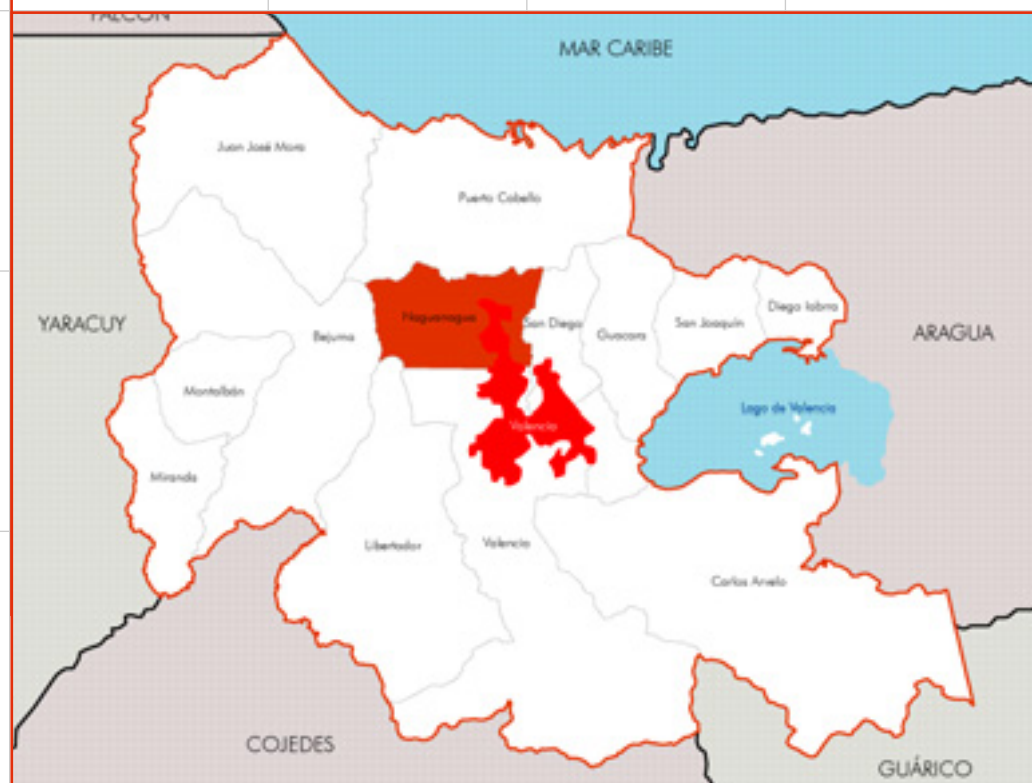 FALCÓN
MAR CARIBE
Juan José Mora
Puerto Cabello
YARACUY
Naguanagua
San Diego
Guacara
San Joaquín
Diego Ibarra
ARAGUA
Bejuma
Montalbán
Lago de Valencia
Valencia
Miranda
Libertador
Valencia
Carlos Arvelo
COJEDES
GUÁRICO